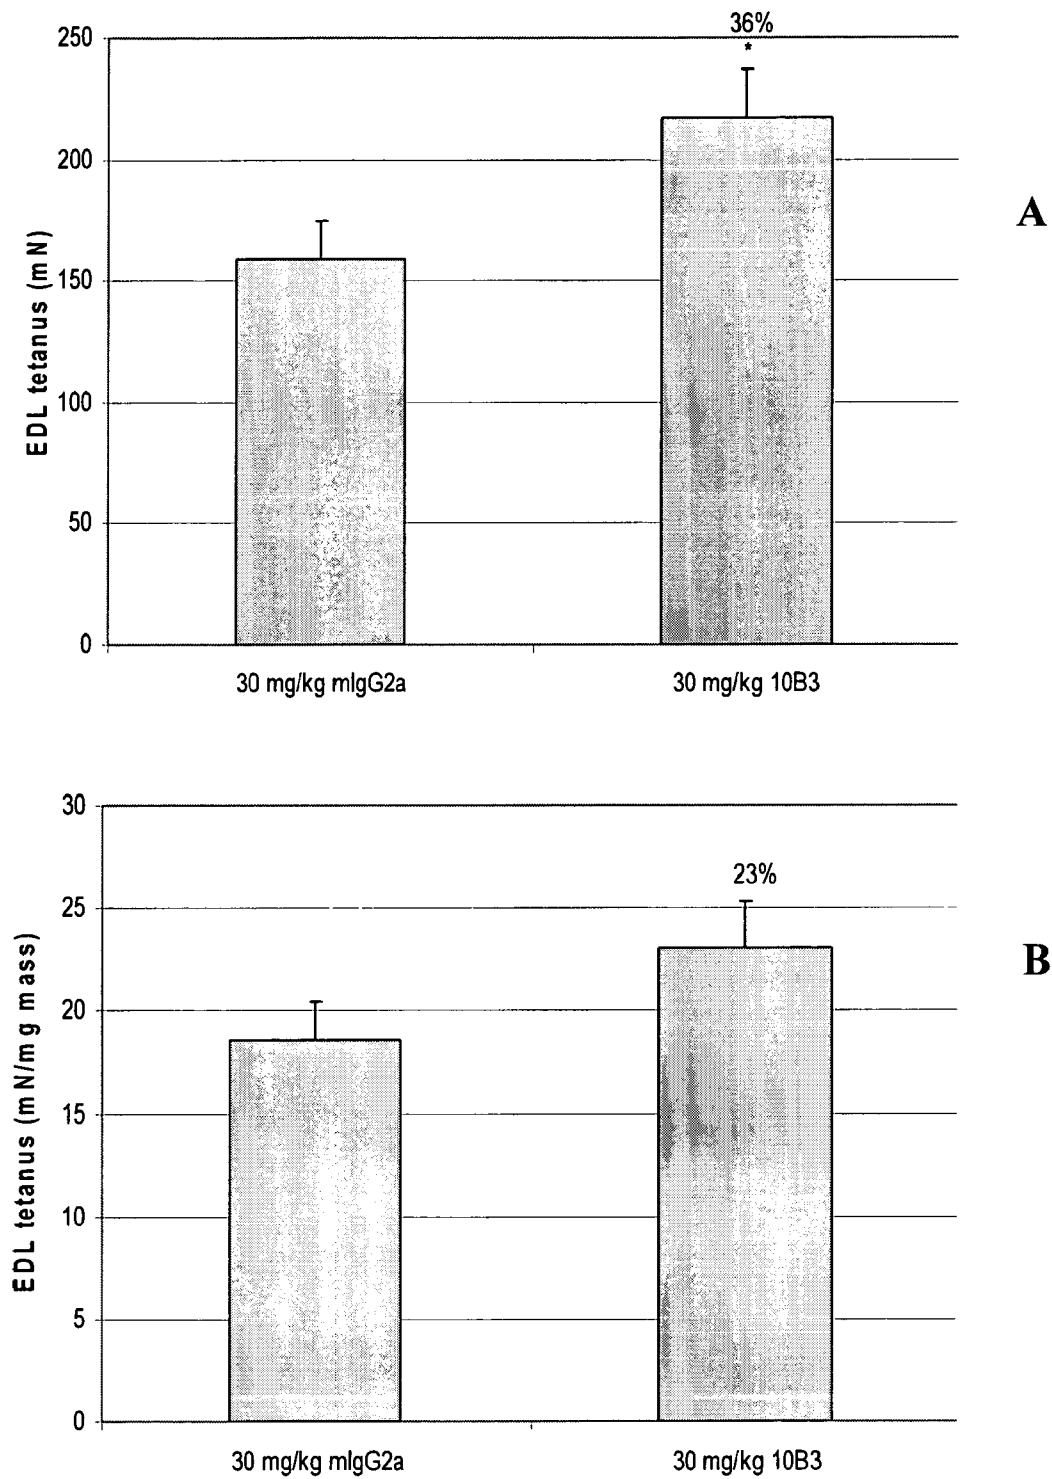 36%
*
250
200
150
100
50
0
EDL tetanus (mN)
30 mg/kg mIgG2a
30 mg/kg 10B3
A
30
25
20
15
10
5
0
EDL tetanus (mN/mg mass)
23%
30 mg/kg mIgG2a
30 mg/kg 10B3
B